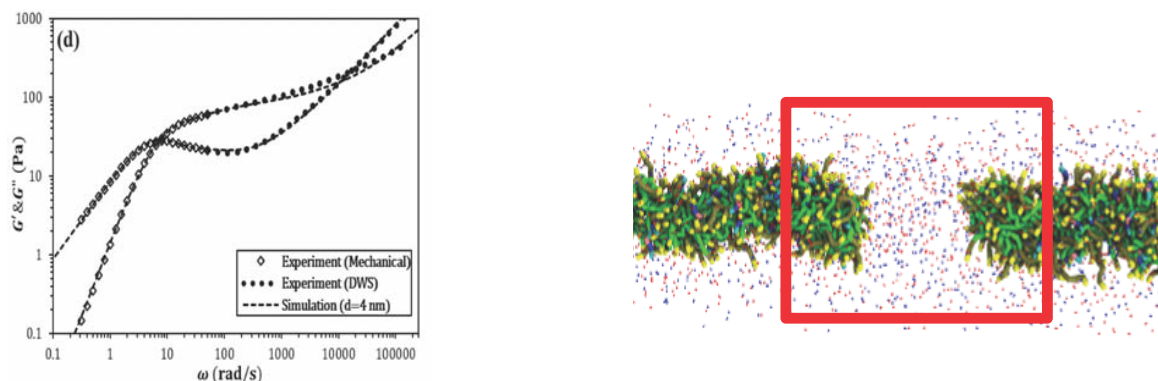 (d)
1000
100
10
1
0.1
G' & G'' (Pa)
Experiment (Mechanical)
Experiment (DWS)
Simulation (d=4 nm)
0.1 1 10 100 1000 10000 100000
ω (rad/s)